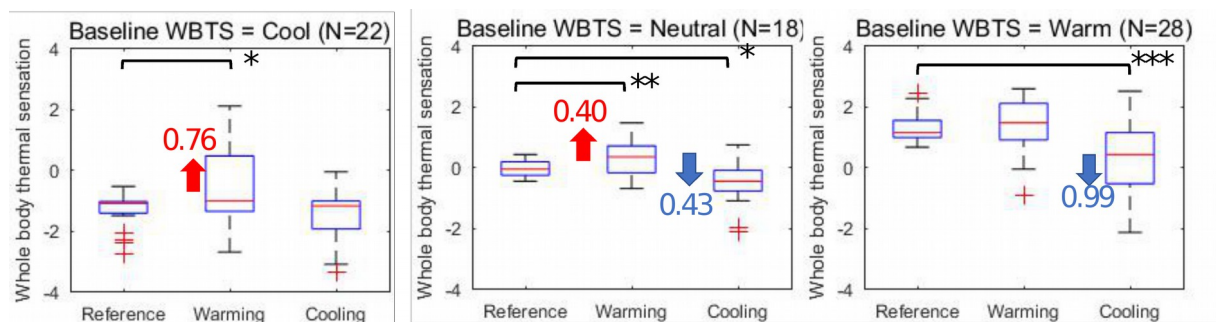 Baseline WBTS = Cool (N=22)
Whole body thermal sensation
4
2
0
-2
-4
*
0.76
Reference Warming Cooling
Baseline WBTS = Neutral (N=18)
Whole body thermal sensation
4
2
0
-2
-4
*
**
0.40
0.43
Reference Warming Cooling
Baseline WBTS = Warm (N=28)
Whole body thermal sensation
4
2
0
-2
-4
***
0.99
Reference Warming Cooling